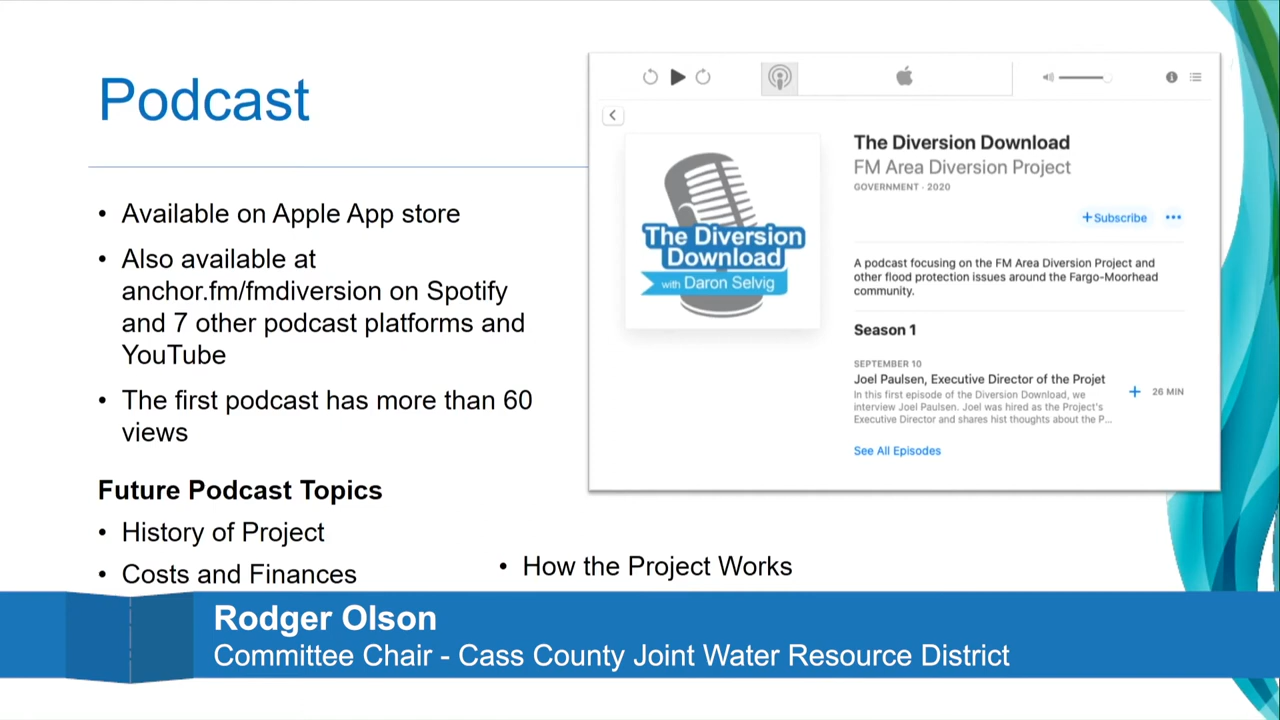 Podcast
• Available on Apple App store
• Also available at
anchor.fm/fmdiversion on Spotify
and 7 other podcast platforms and
YouTube
• The first podcast has more than 60
views
Future Podcast Topics
• History of Project
• Costs and Finances
• How the Project Works
The Diversion
Download
with Daron Selvig
The Diversion Download
FM Area Diversion Project
GOVERNMENT · 2020
+ Subscribe
A podcast focusing on the FM Area Diversion Project and
other flood protection issues around the Fargo-Moorhead
community.
Season 1
SEPTEMBER 10
Joel Paulsen, Executive Director of the Projet
In this first episode of the Diversion Download, we
interview Joel Paulsen. Joel was hired as the Project's
Executive Director and shares hist thoughts about the P...
+ 26 MIN
See All Episodes
Rodger Olson
Committee Chair - Cass County Joint Water Resource District